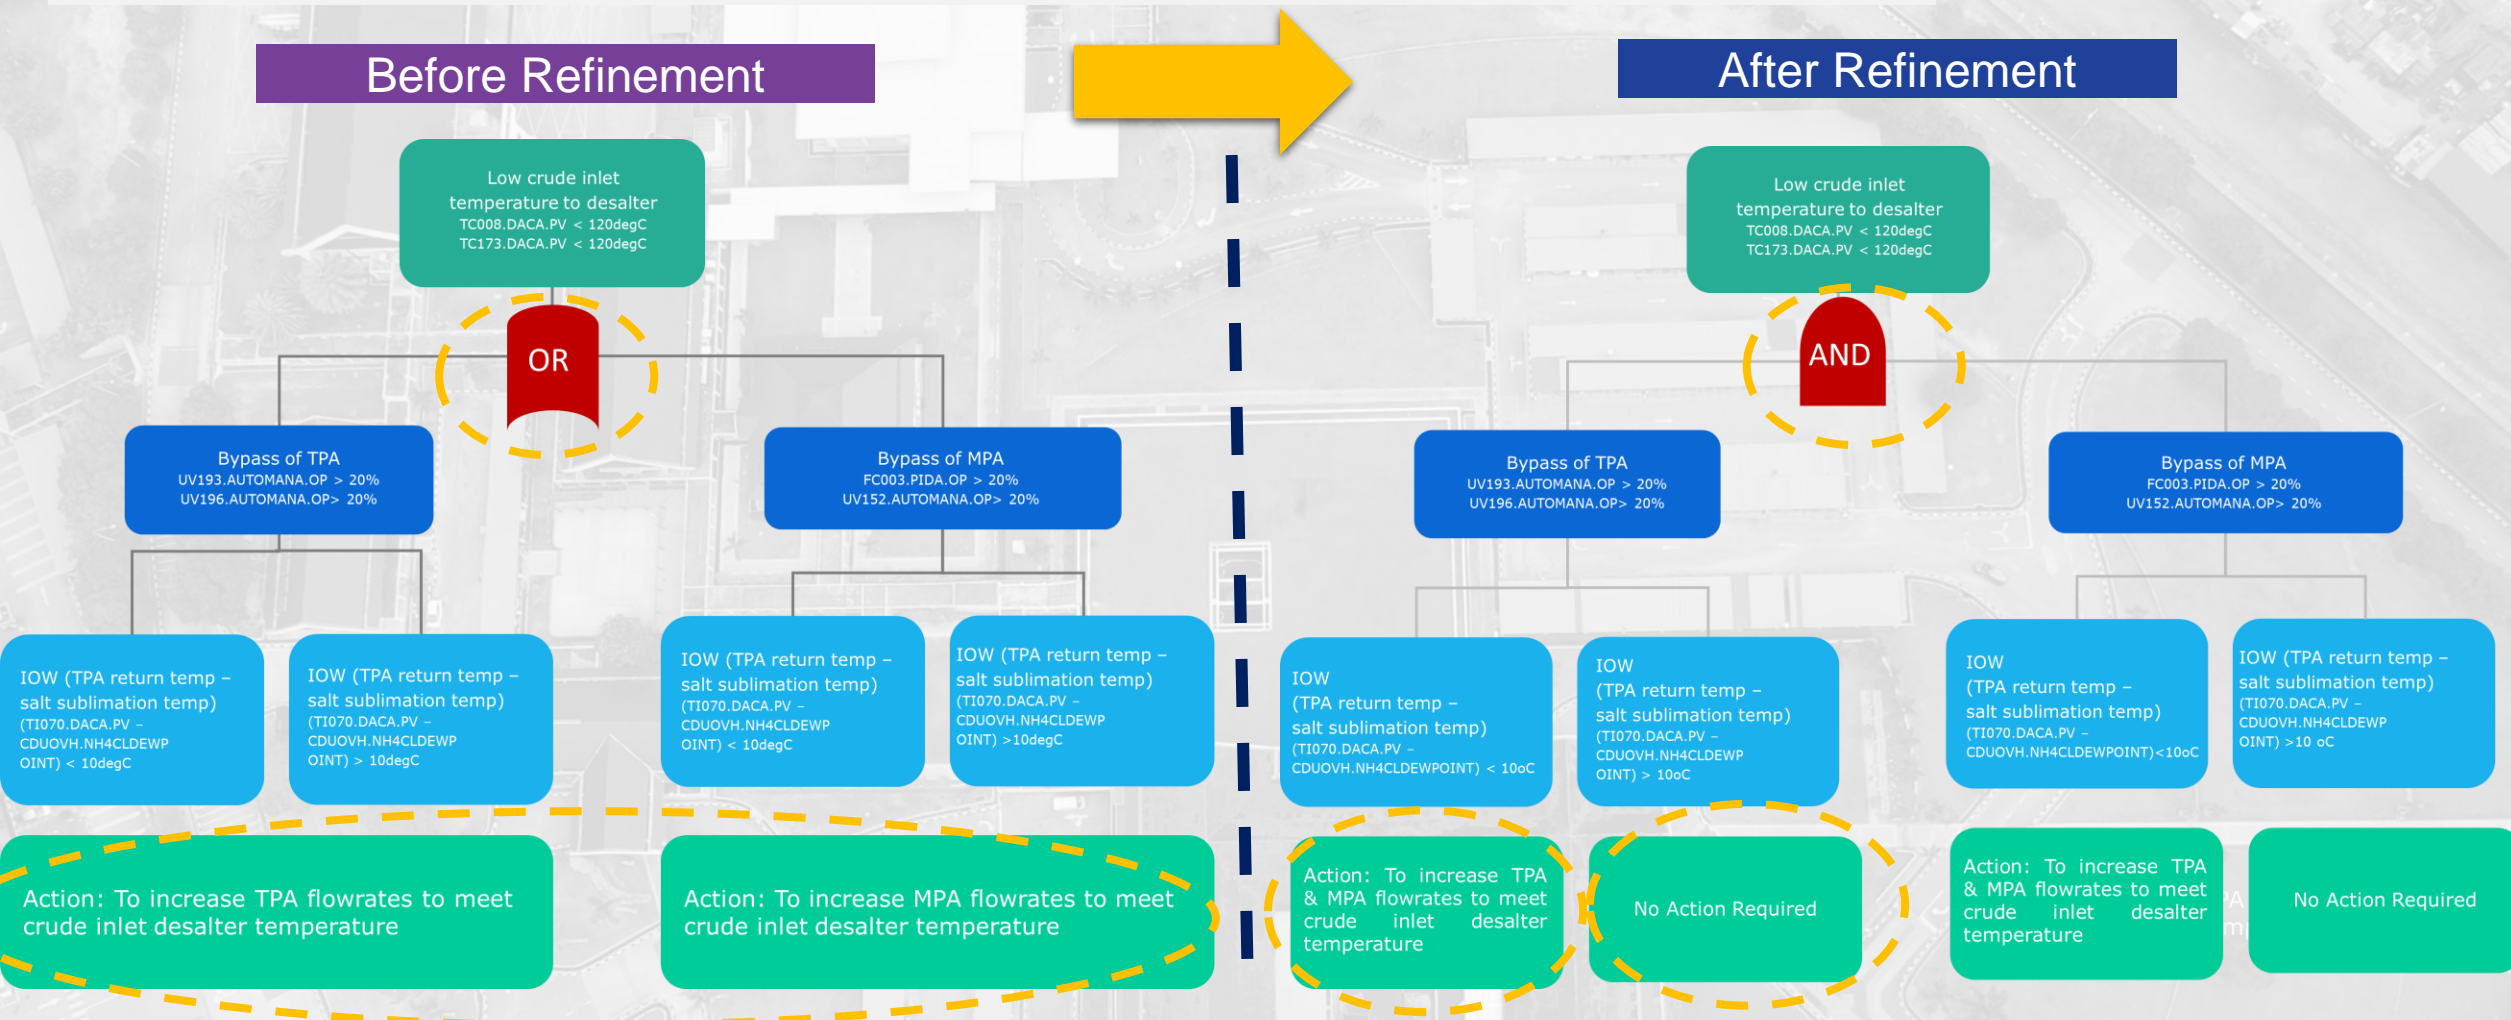 Before Refinement
After Refinement
Low crude inlet
temperature to desalter
TC008.DACA.PV < 120degC
TC173.DACA.PV < 120degC
OR
Bypass of TPA
UV193.AUTOMANA.OP > 20%
UV196.AUTOMANA.OP> 20%
Bypass of MPA
FC003.PIDA.OP > 20%
UV152.AUTOMANA.OP> 20%
IOW (TPA return temp –
salt sublimation temp)
(TI070.DACA.PV –
CDUOVH.NH4CLDEWP
OINT) < 10degC
IOW (TPA return temp –
salt sublimation temp)
(TI070.DACA.PV –
CDUOVH.NH4CLDEWP
OINT) > 10degC
IOW (TPA return temp –
salt sublimation temp)
(TI070.DACA.PV –
CDUOVH.NH4CLDEWP
OINT) < 10degC
IOW (TPA return temp –
salt sublimation temp)
(TI070.DACA.PV –
CDUOVH.NH4CLDEWP
OINT) >10degC
Action: To increase TPA flowrates to meet
crude inlet desalter temperature
Action: To increase MPA flowrates to meet
crude inlet desalter temperature
Low crude inlet
temperature to desalter
TC008.DACA.PV < 120degC
TC173.DACA.PV < 120degC
AND
Bypass of TPA
UV193.AUTOMANA.OP > 20%
UV196.AUTOMANA.OP> 20%
Bypass of MPA
FC003.PIDA.OP > 20%
UV152.AUTOMANA.OP> 20%
IOW
(TPA return temp –
salt sublimation temp)
(TI070.DACA.PV –
CDUOVH.NH4CLDEWPOINT) < 10oC
IOW
(TPA return temp –
salt sublimation temp)
(TI070.DACA.PV –
CDUOVH.NH4CLDEWP
OINT) > 10oC
IOW
(TPA return temp –
salt sublimation temp)
(TI070.DACA.PV –
CDUOVH.NH4CLDEWPOINT)<10oC
IOW (TPA return temp –
salt sublimation temp)
(TI070.DACA.PV –
CDUOVH.NH4CLDEWP
OINT) >10 oC
Action: To increase TPA
& MPA flowrates to meet
crude inlet desalter
temperature
No Action Required
Action: To increase TPA
& MPA flowrates to meet
crude inlet desalter
temperature
No Action Required